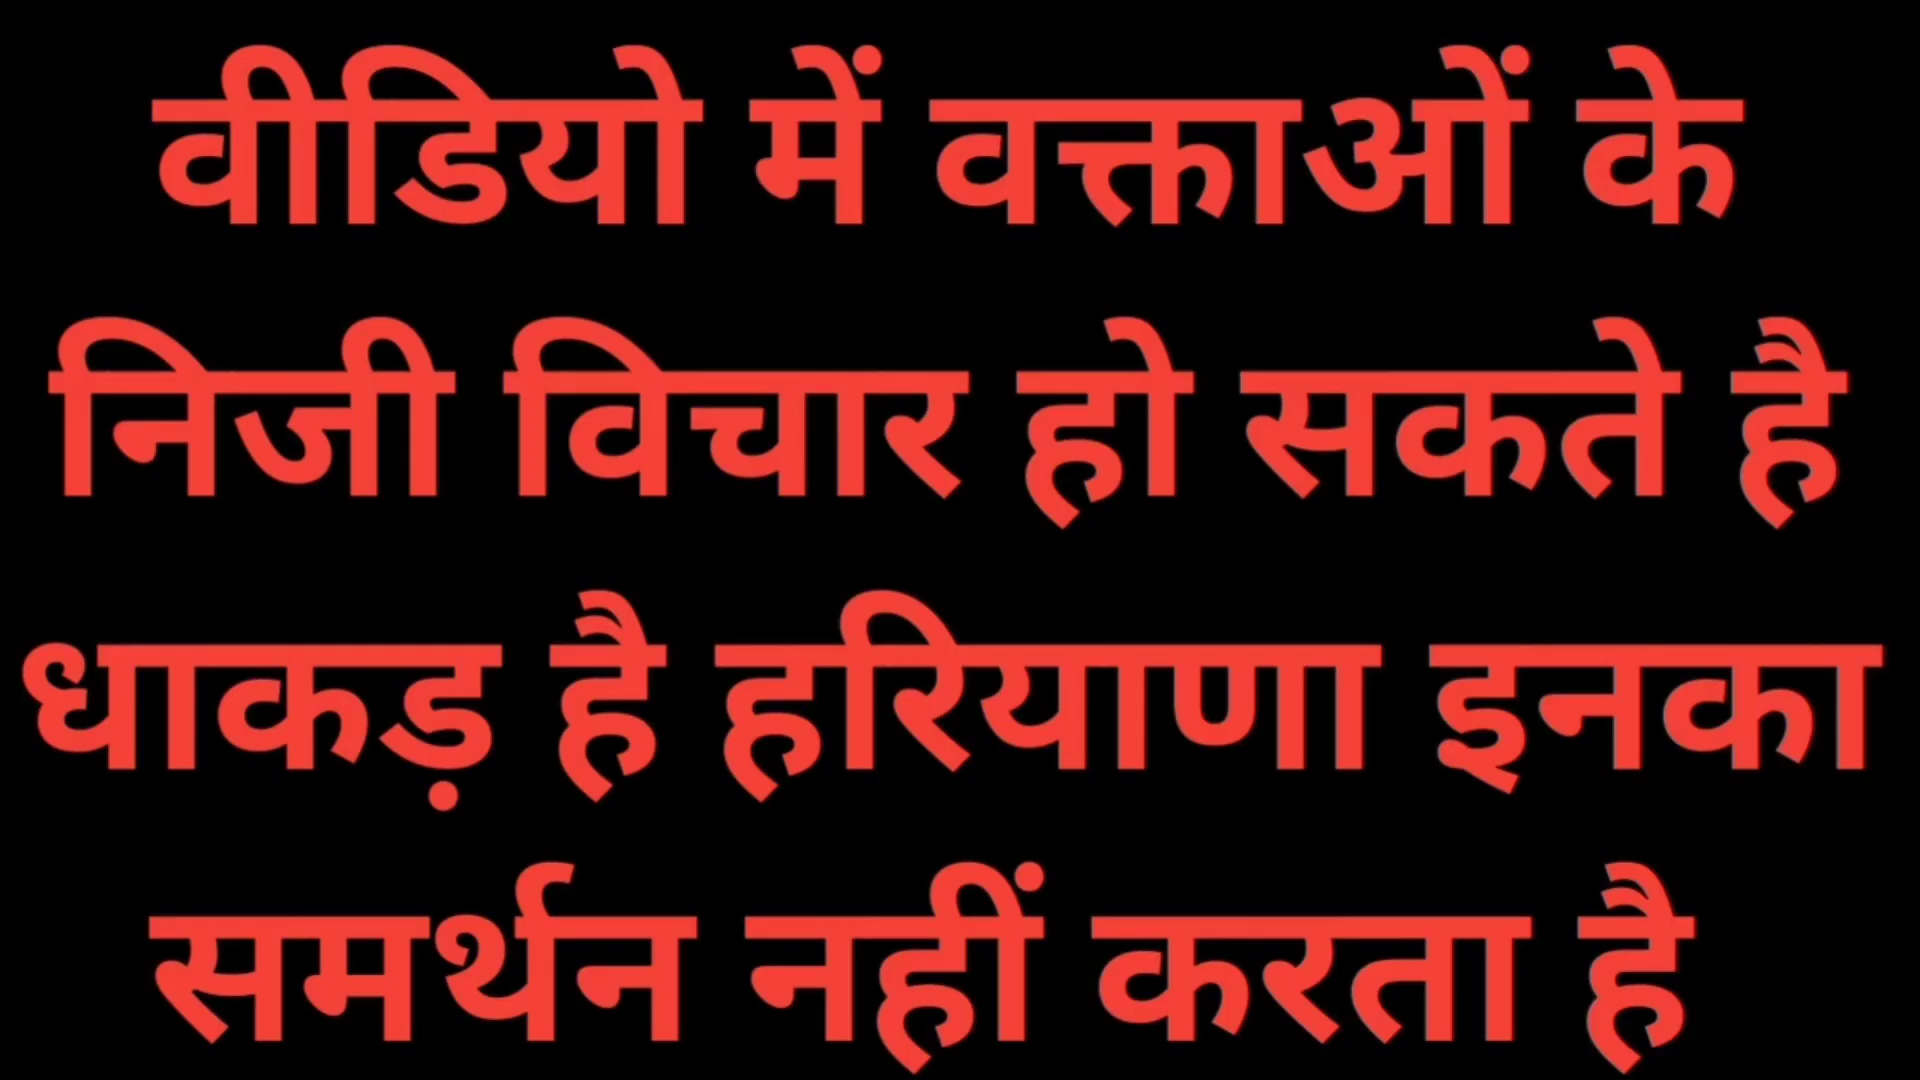 वीडियो में वक्ताओं के
निजी विचार हो सकते है
धाकड़ है हरियाणा इनका
समर्थन नहीं करता है